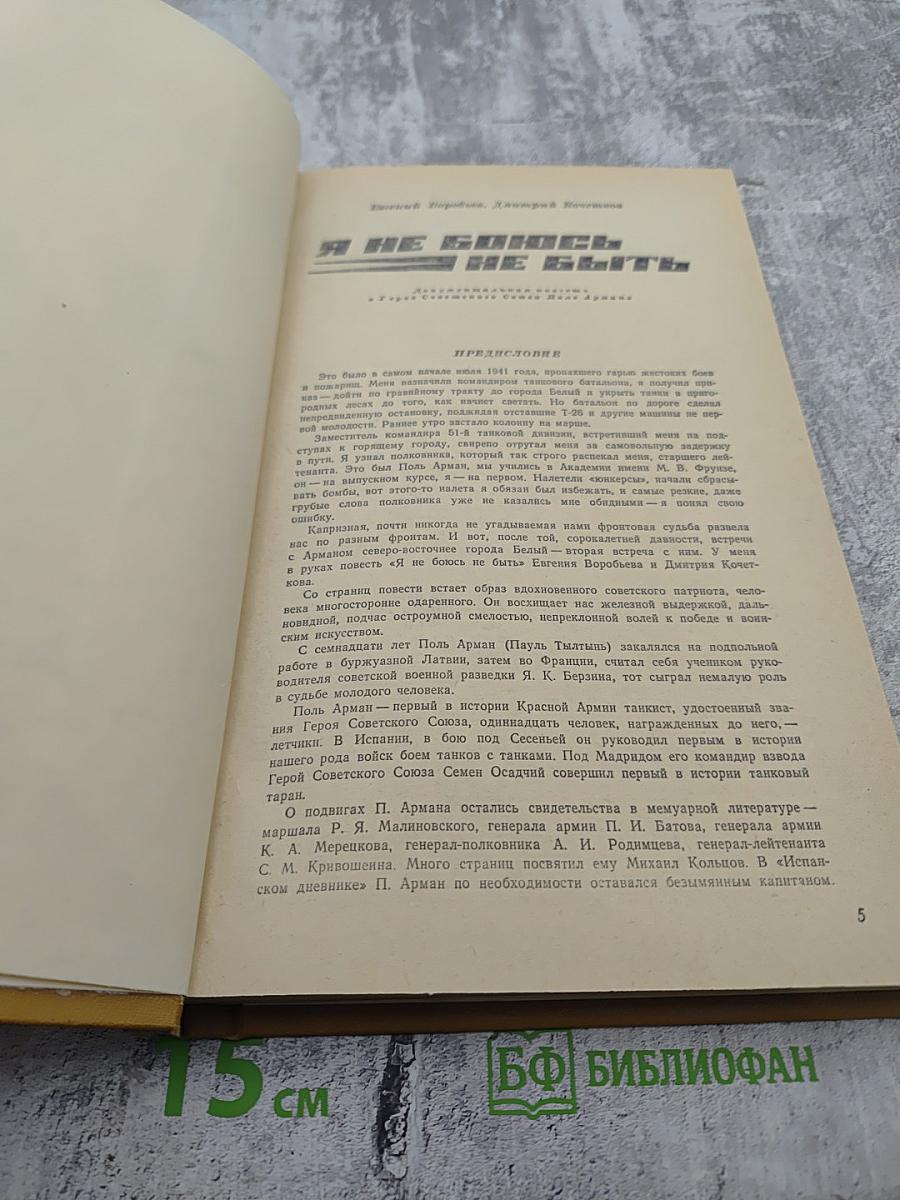 Евгений Воробьев, Дмитрий Кочетков
Я НЕ БОЮСЬ
НЕ БЫТЬ
Документальная повесть
о Герое Советского Союза Поле Армане
ПРЕДИСЛОВИЕ
Это было в самом начале июля 1941 года, пропахшего гарью жестоких боев
и пожарищ. Меня назначили командиром танкового батальона, я получил при-
каз — дойти по гравийному тракту до города Белый и укрыть танки в приго-
родных лесах до того, как начнет светать. Но батальон по дороге сделал
непредвиденную остановку, поджидая отставшие Т-26 и другие машины не пер-
вой молодости. Раннее утро застало колонну на марше.
Заместитель командира 51-й танковой дивизии, встретивший меня на под-
ступах к горящему городу, свирепо отругал меня за самовольную задержку
в пути. Я узнал полковника, который так строго распекал меня, старшего лей-
тенанта. Это был Поль Арман, мы учились в Академии имени М. В. Фрунзе,
он — на выпускном курсе, я — на первом. Налетели «юнкерсы», начали сбрасы-
вать бомбы, вот этого-то налета я обязан был избежать, и самые резкие, даже
грубые слова полковника уже не казались мне обидными — я понял свою
ошибку.
Капризная, почти никогда не угадываемая нами фронтовая судьба развела
нас по разным фронтам. И вот, после той, сорокалетней давности, встречи
с Арманом северо-восточнее города Белый — вторая встреча с ним. У меня
в руках повесть «Я не боюсь не быть» Евгения Воробьева и Дмитрия Кочет-
кова.
Со страниц повести встает образ вдохновенного советского патриота, чело-
века многосторонне одаренного. Он восхищает нас железной выдержкой, даль-
новидной, подчас остроумной смелостью, непреклонной волей к победе и воин-
ским искусством.
С семнадцати лет Поль Арман (Пауль Тылтынь) закалялся на подпольной
работе в буржуазной Латвии, затем во Франции, считал себя учеником руко-
водителя советской военной разведки Я. К. Берзина, тот сыграл немалую роль
в судьбе молодого человека.
Поль Арман — первый в истории Красной Армии танкист, удостоенный зва-
ния Героя Советского Союза, одиннадцать человек, награжденных до него, —
летчики. В Испании, в бою под Сесеньей он руководил первым в истории
нашего рода войск боем танков с танками. Под Мадридом его командир взвода
Герой Советского Союза Семен Осадчий совершил первый в истории танковый
таран.
О подвигах П. Армана остались свидетельства в мемуарной литературе —
маршала Р. Я. Малиновского, генерала армии П. И. Батова, генерала армии
К. А. Мерецкова, генерал-полковника А. И. Родимцева, генерал-лейтенанта
С. М. Кривошеина. Много страниц посвятил ему Михаил Кольцов. В «Испан-
ском дневнике» П. Арман по необходимости оставался безымянным капитаном.
5
15 см
БФ БИБЛИОФАН